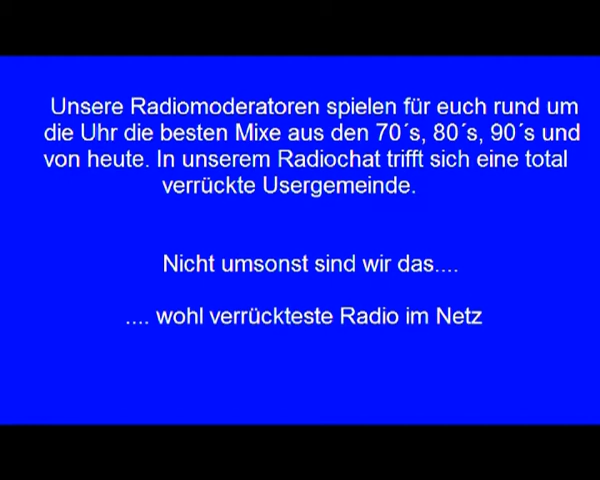 Unsere Radiomoderatoren spielen für euch rund um
die Uhr die besten Mixe aus den 70´s, 80´s, 90´s und
von heute. In unserem Radiochat trifft sich eine total
verrückte Usergemeinde.
Nicht umsonst sind wir das....
.... wohl verrückteste Radio im Netz